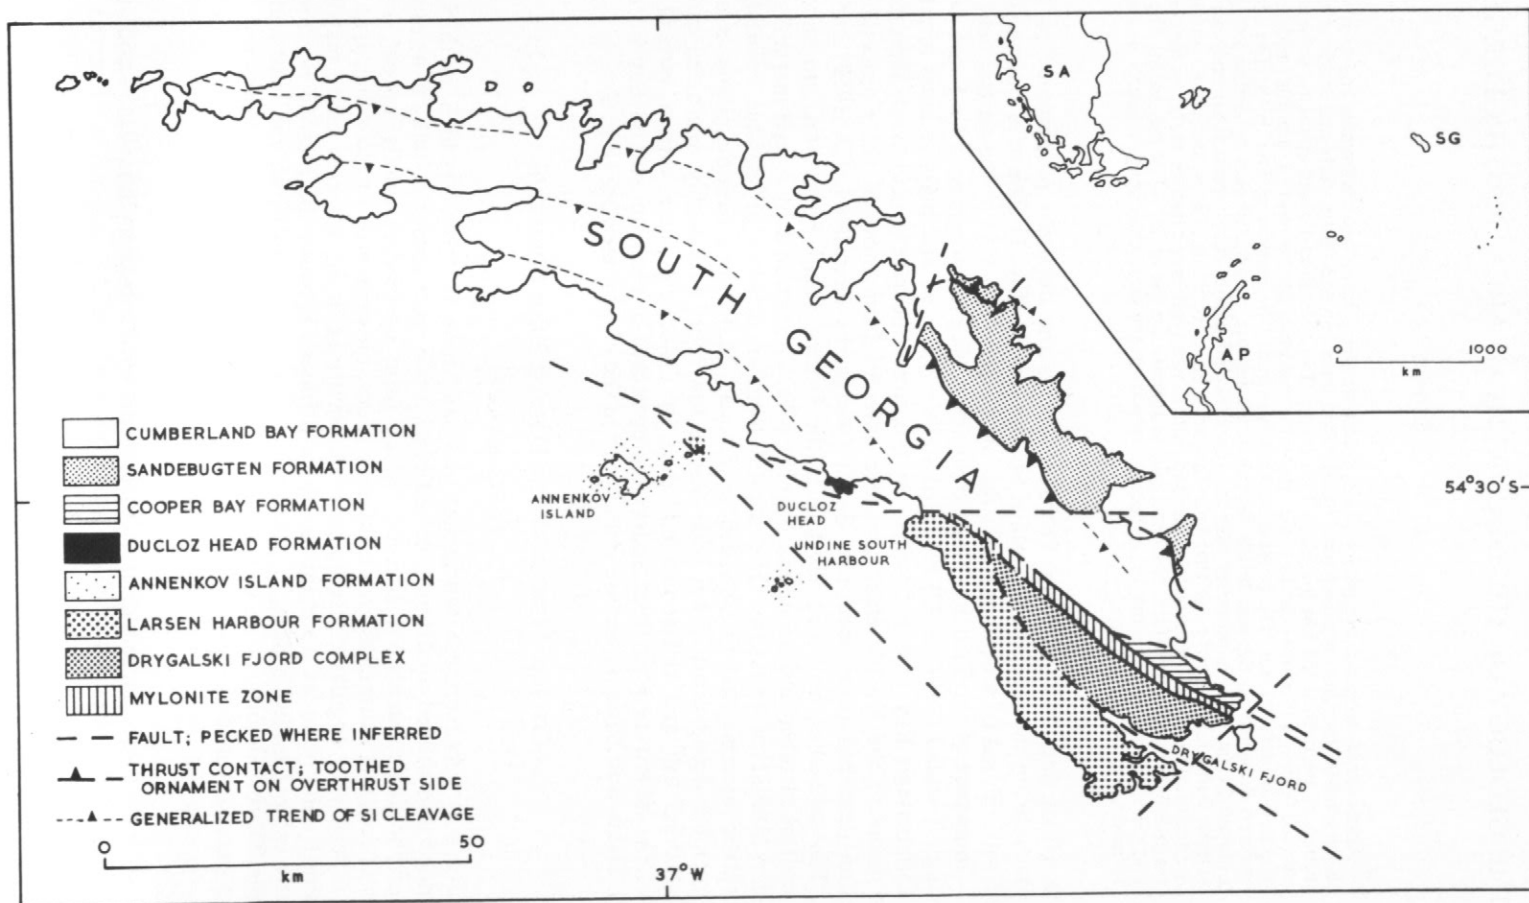 SA
SG
AP
0 1000
km
SOUTH GEORGIA
54°30'S
ANNENKOV
ISLAND
DUCLOZ
HEAD
UNDINE SOUTH
HARBOUR
DRYGALSKI FJORD
CUMBERLAND BAY FORMATION
SANDEBUGTEN FORMATION
COOPER BAY FORMATION
DUCLOZ HEAD FORMATION
ANNENKOV ISLAND FORMATION
LARSEN HARBOUR FORMATION
DRYGALSKI FJORD COMPLEX
MYLONITE ZONE
FAULT; PECKED WHERE INFERRED
THRUST CONTACT; TOOTHED
ORNAMENT ON OVERTHRUST SIDE
GENERALIZED TREND OF S1 CLEAVAGE
0 50
km
37°W